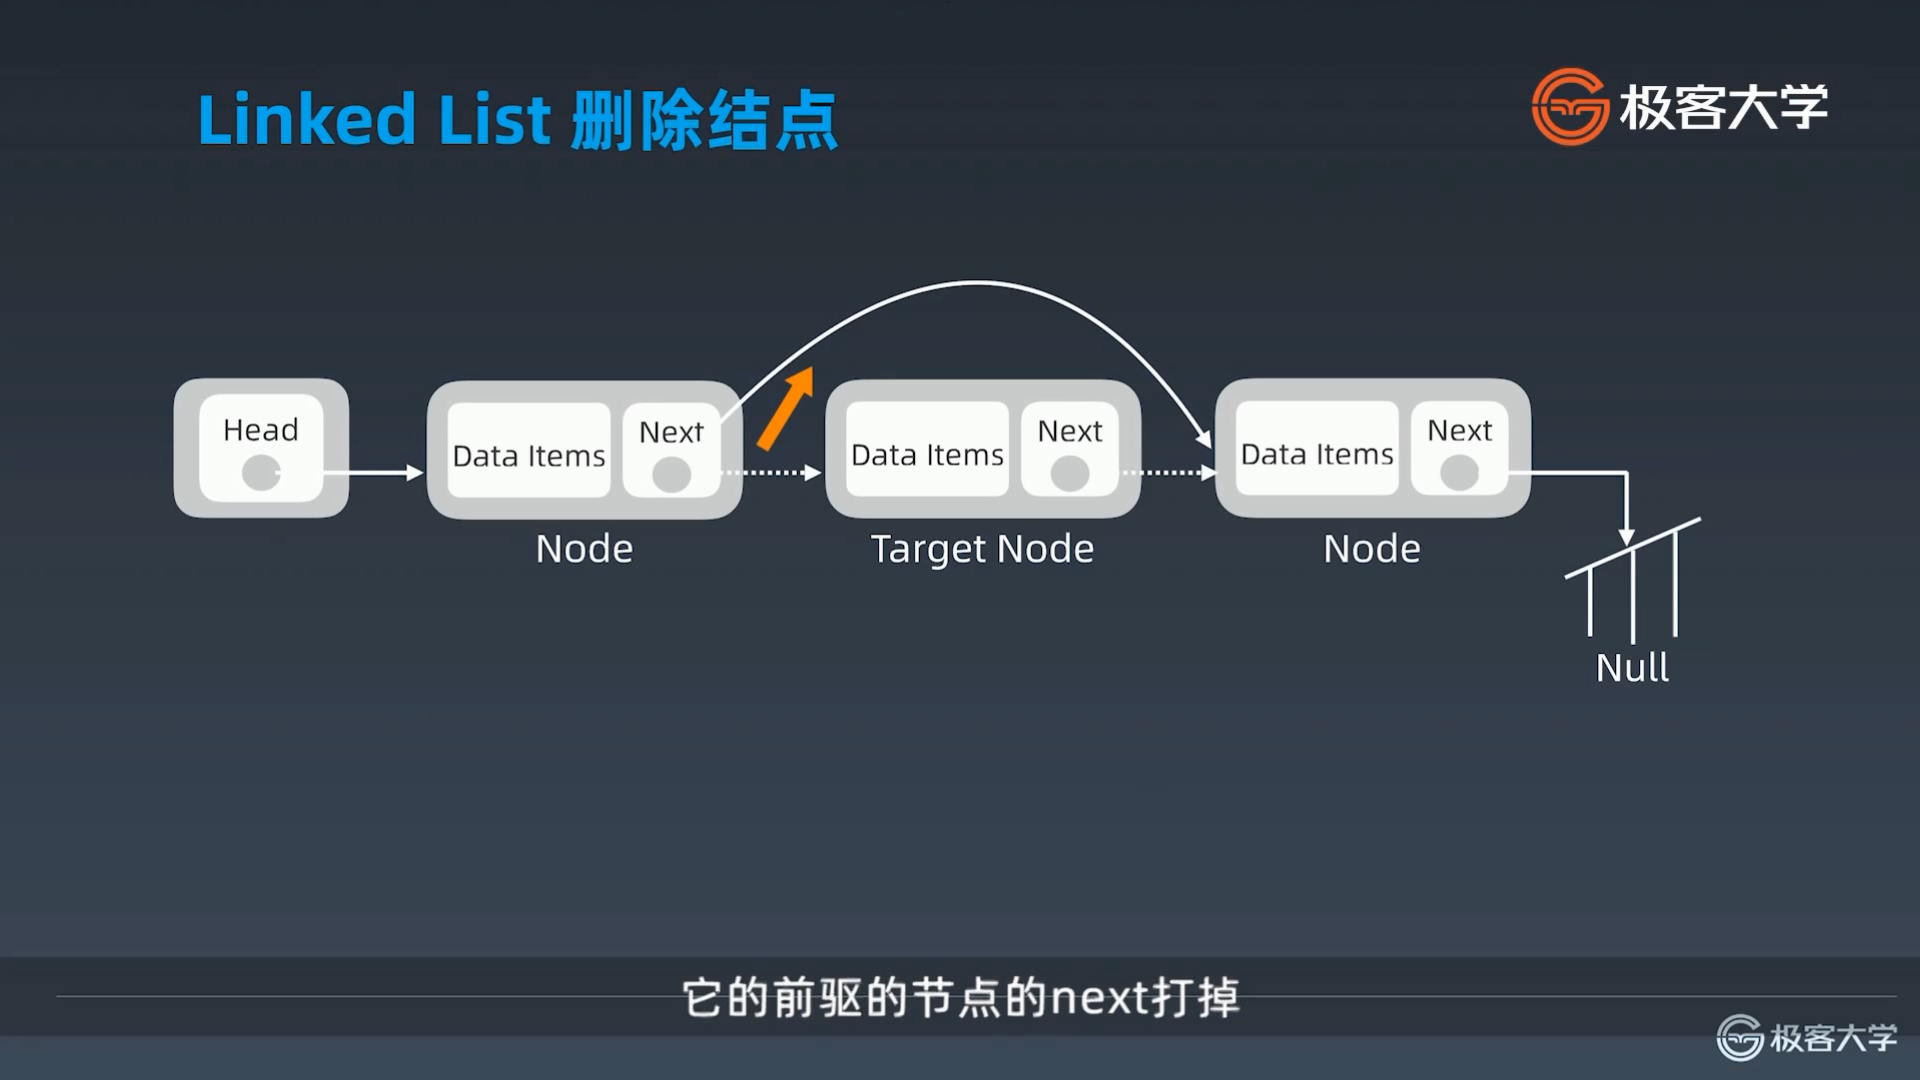 Linked List 删除结点
极客大学
Head
Data Items
Next
Data Items
Next
Data Items
Next
Node
Target Node
Node
Null
它的前驱的节点的next打掉
极客大学